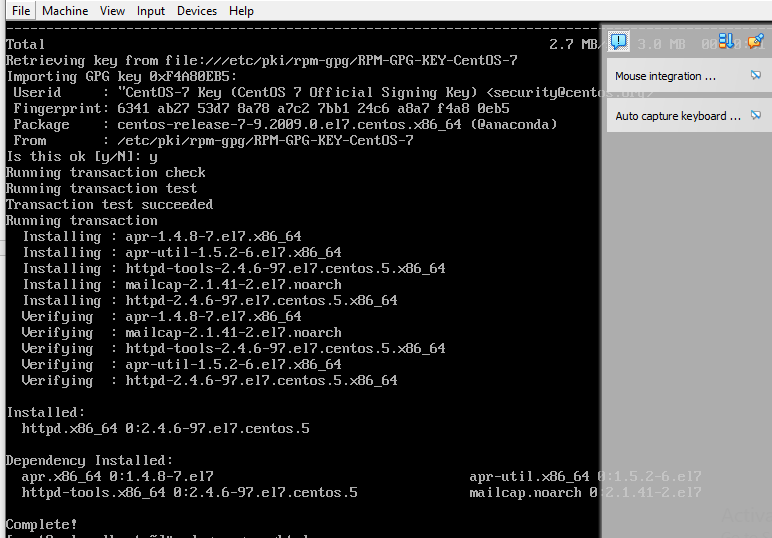 File Machine View Input Devices Help
Total 2.7 MB/ 3.0 MB
Retrieving key from file:///etc/pki/rpm-gpg/RPM-GPG-KEY-CentOS-7
Importing GPG key 0xF4A80EB5:
Userid : "CentOS-7 Key (CentOS 7 Official Signing Key) <security@centos.org>
Mouse integration ...
Fingerprint: 6341 ab27 53d7 8a78 a7c2 7bb1 24c6 a8a7 f4a8 0eb5
Package : centos-release-7-9.2009.0.el7.centos.x86_64 (@anaconda)
Auto capture keyboard ...
From : /etc/pki/rpm-gpg/RPM-GPG-KEY-CentOS-7
Is this ok [y/N]: y
Running transaction check
Running transaction test
Transaction test succeeded
Running transaction
Installing : apr-1.4.8-7.el7.x86_64
Installing : apr-util-1.5.2-6.el7.x86_64
Installing : httpd-tools-2.4.6-97.el7.centos.5.x86_64
Installing : mailcap-2.1.41-2.el7.noarch
Installing : httpd-2.4.6-97.el7.centos.5.x86_64
Verifying : apr-1.4.8-7.el7.x86_64
Verifying : mailcap-2.1.41-2.el7.noarch
Verifying : httpd-tools-2.4.6-97.el7.centos.5.x86_64
Verifying : apr-util-1.5.2-6.el7.x86_64
Verifying : httpd-2.4.6-97.el7.centos.5.x86_64
Installed:
httpd.x86_64 0:2.4.6-97.el7.centos.5
Dependency Installed:
apr.x86_64 0:1.4.8-7.el7 apr-util.x86_64 0:1.5.2-6.el7
httpd-tools.x86_64 0:2.4.6-97.el7.centos.5 mailcap.noarch 0:2.1.41-2.el7
Complete!